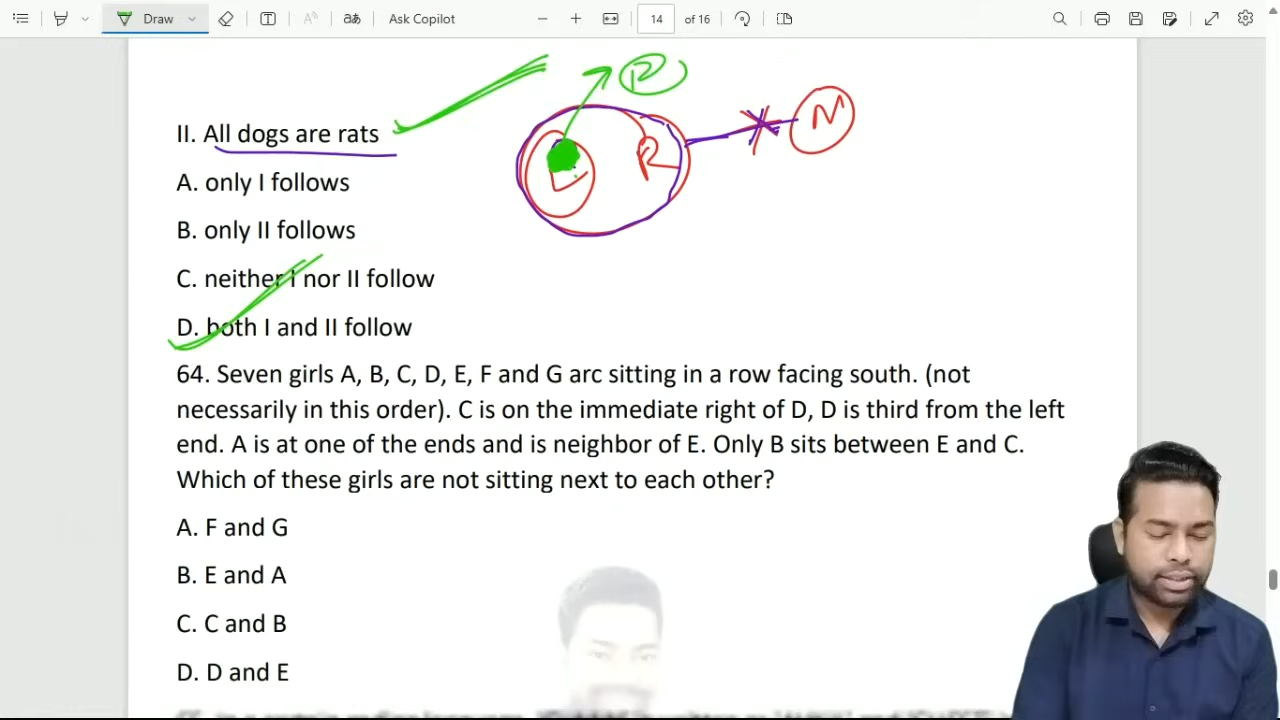 Draw
Ask Copilot
14 of 16
P
II. All dogs are rats
R
N
A. only I follows
B. only II follows
C. neither I nor II follow
D. both I and II follow
64. Seven girls A, B, C, D, E, F and G arc sitting in a row facing south. (not
necessarily in this order). C is on the immediate right of D, D is third from the left
end. A is at one of the ends and is neighbor of E. Only B sits between E and C.
Which of these girls are not sitting next to each other?
A. F and G
B. E and A
C. C and B
D. D and E